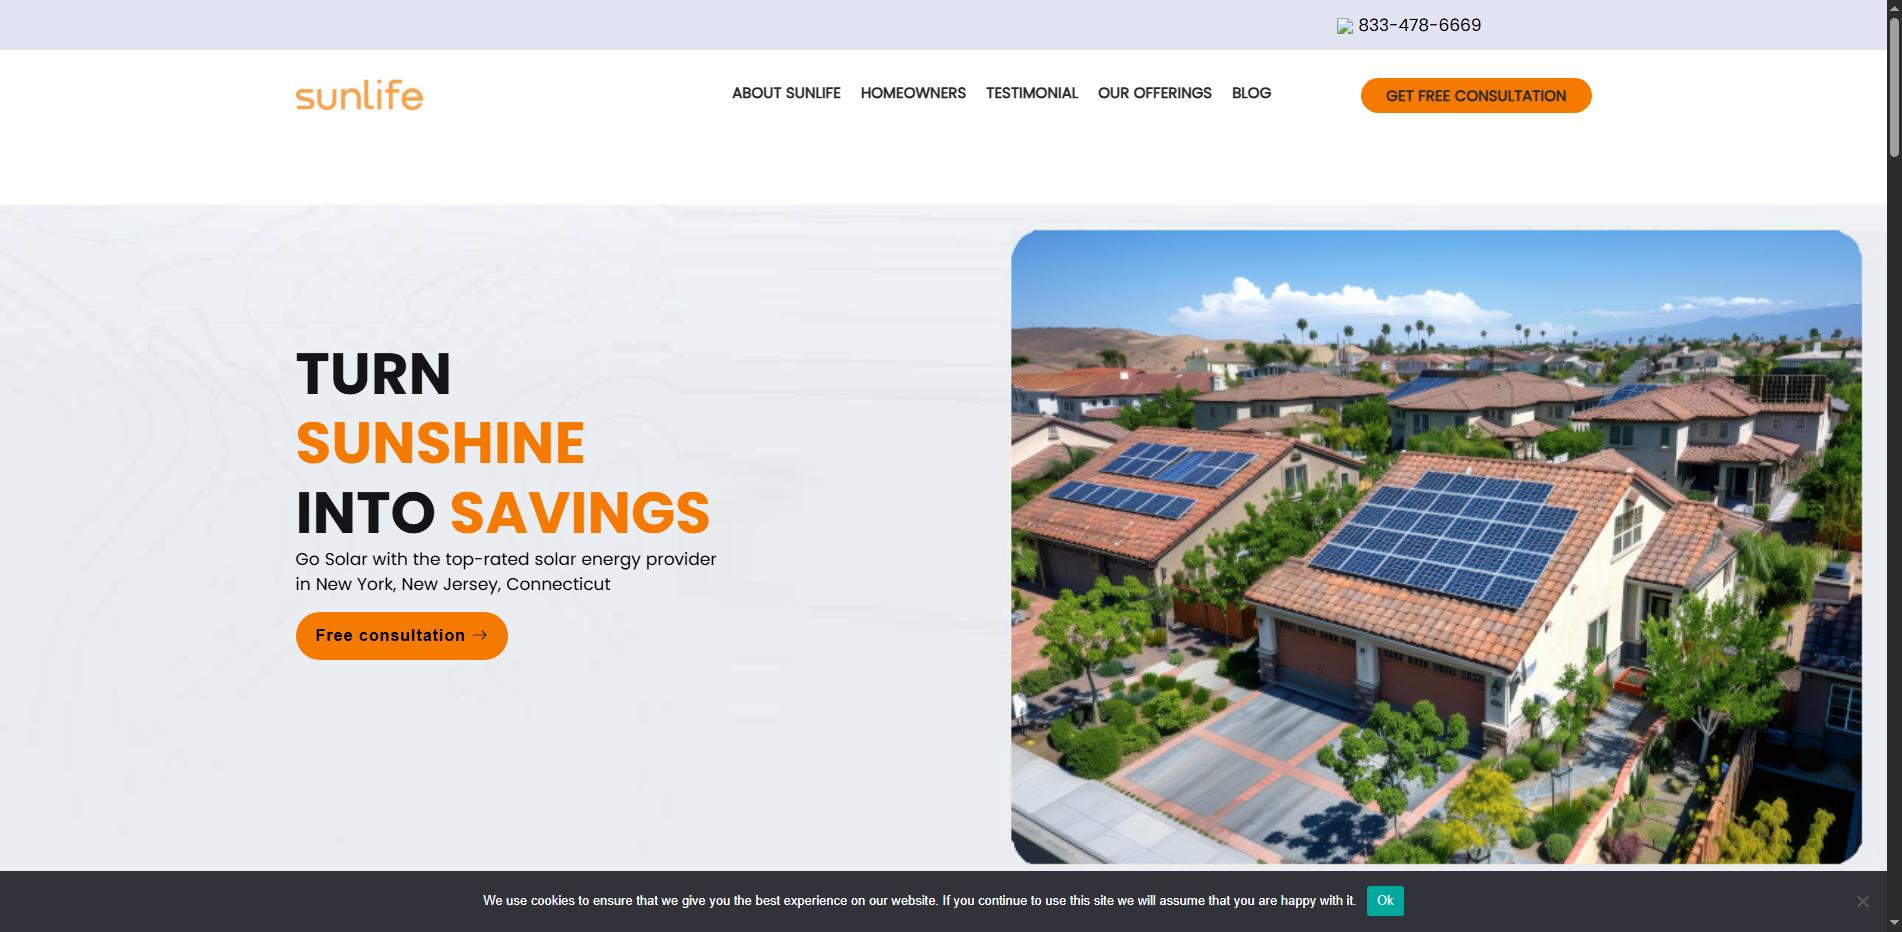 833-478-6669
sunlife
ABOUT SUNLIFE HOMEOWNERS TESTIMONIAL OUR OFFERINGS BLOG
GET FREE CONSULTATION
TURN
SUNSHINE
INTO SAVINGS
Go Solar with the top-rated solar energy provider
in New York, New Jersey, Connecticut
Free consultation →
We use cookies to ensure that we give you the best experience on our website. If you continue to use this site we will assume that you are happy with it.
Ok